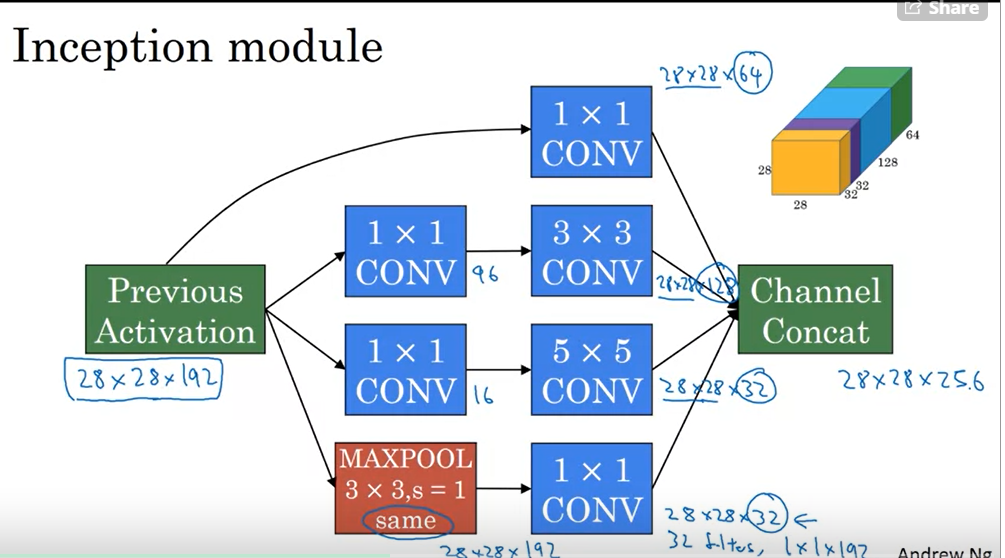 Share
Inception module
28×28×64
1 × 1
CONV
64
128
32
32
28
28
1 × 1
CONV
96
3 × 3
CONV
28×28×128
Previous
Activation
28×28×192
Channel
Concat
28×28×256
1 × 1
CONV
16
5 × 5
CONV
28×28×32
MAXPOOL
3 × 3,s = 1
same
28×28×192
1 × 1
CONV
28×28×32 ←
32 filters, 1×1×192
Andrew Ng